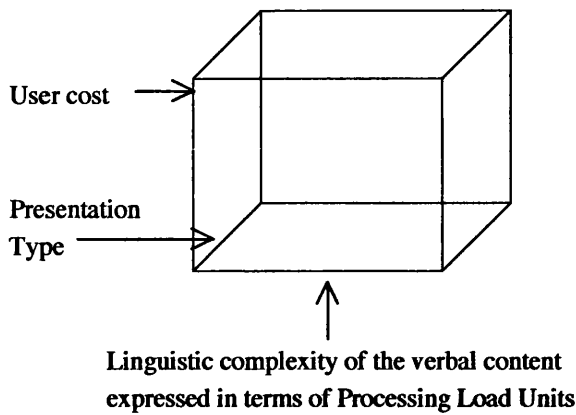 User cost
Presentation
Type
Linguistic complexity of the verbal content
expressed in terms of Processing Load Units